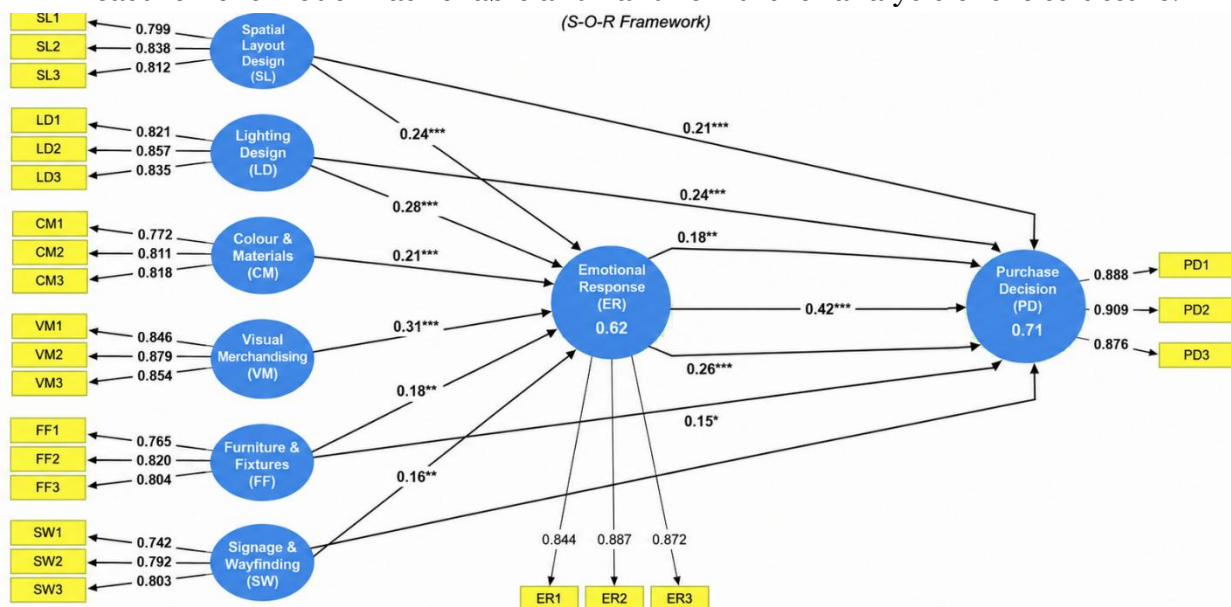 (S-O-R Framework)
SL1
SL2
SL3
0.799
0.838
0.812
Spatial
Layout
Design
(SL)
LD1
LD2
LD3
0.821
0.857
0.835
Lighting
Design
(LD)
CM1
CM2
CM3
0.772
0.811
0.818
Colour &
Materials
(CM)
VM1
VM2
VM3
0.846
0.879
0.854
Visual
Merchandising
(VM)
FF1
FF2
FF3
0.765
0.820
0.804
Furniture &
Fixtures
(FF)
SW1
SW2
SW3
0.742
0.792
0.803
Signage &
Wayfinding
(SW)
0.24***
0.28***
0.21***
0.31***
0.18**
0.16**
Emotional
Response
(ER)
0.62
0.844
0.887
0.872
ER1
ER2
ER3
0.21***
0.24***
0.18**
0.42***
0.26***
0.15*
Purchase
Decision
(PD)
0.71
0.888
0.909
0.876
PD1
PD2
PD3